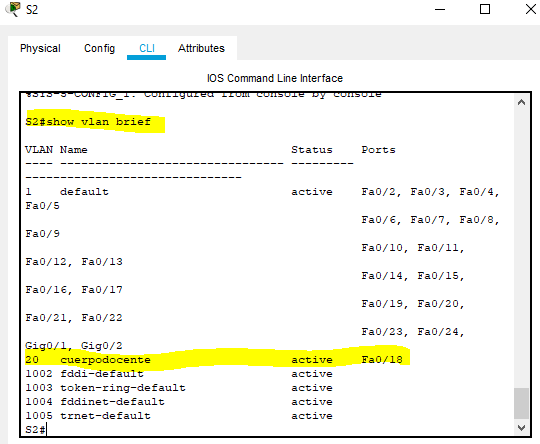 S2
Physical Config CLI Attributes
IOS Command Line Interface
%SYS-5-CONFIG_I: Configured from console by console
S2#show vlan brief
VLAN Name Status Ports
---- -------------------------------- --------- -------------------------------
1 default active Fa0/2, Fa0/3, Fa0/4,
Fa0/5
Fa0/6, Fa0/7, Fa0/8,
Fa0/9
Fa0/10, Fa0/11,
Fa0/12, Fa0/13
Fa0/14, Fa0/15,
Fa0/16, Fa0/17
Fa0/19, Fa0/20,
Fa0/21, Fa0/22
Fa0/23, Fa0/24,
Gig0/1, Gig0/2
20 cuerpodocente active Fa0/18
1002 fddi-default active
1003 token-ring-default active
1004 fddinet-default active
1005 trnet-default active
S2#